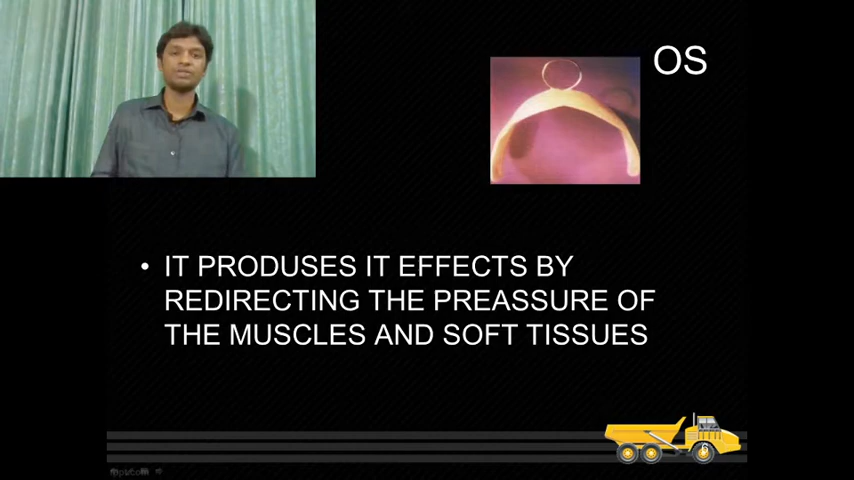 OS
• IT PRODUSES IT EFFECTS BY
REDIRECTING THE PREASSURE OF
THE MUSCLES AND SOFT TISSUES